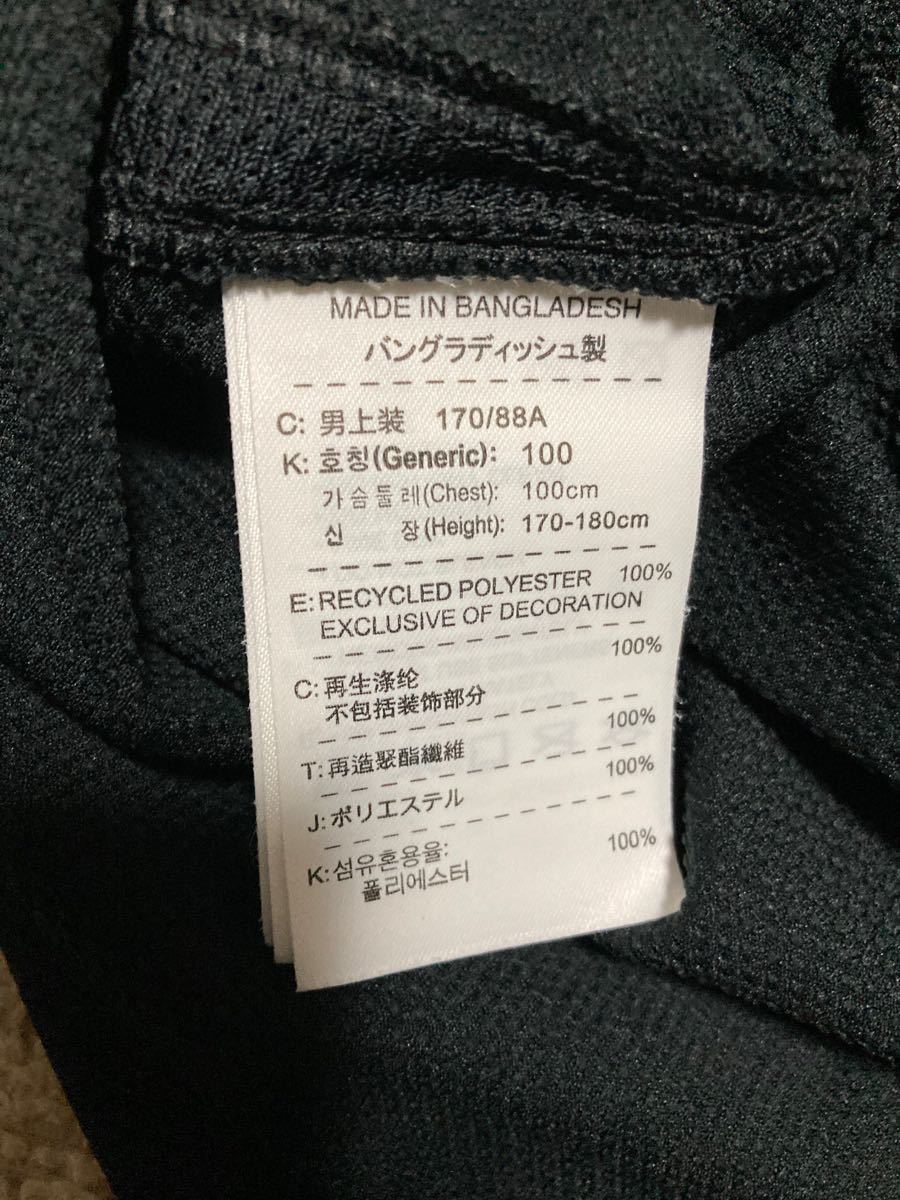 MADE IN BANGLADESH
バングラディッシュ製
C: 男上装 170/88A
K: 호칭(Generic): 100
가슴둘레(Chest): 100cm
신 장(Height): 170-180cm
E: RECYCLED POLYESTER 100%
EXCLUSIVE OF DECORATION
C: 再生涤纶 100%
不包括装饰部分
T: 再造聚酯纖維 100%
J: ポリエステル 100%
K: 섬유혼용율: 100%
폴리에스터